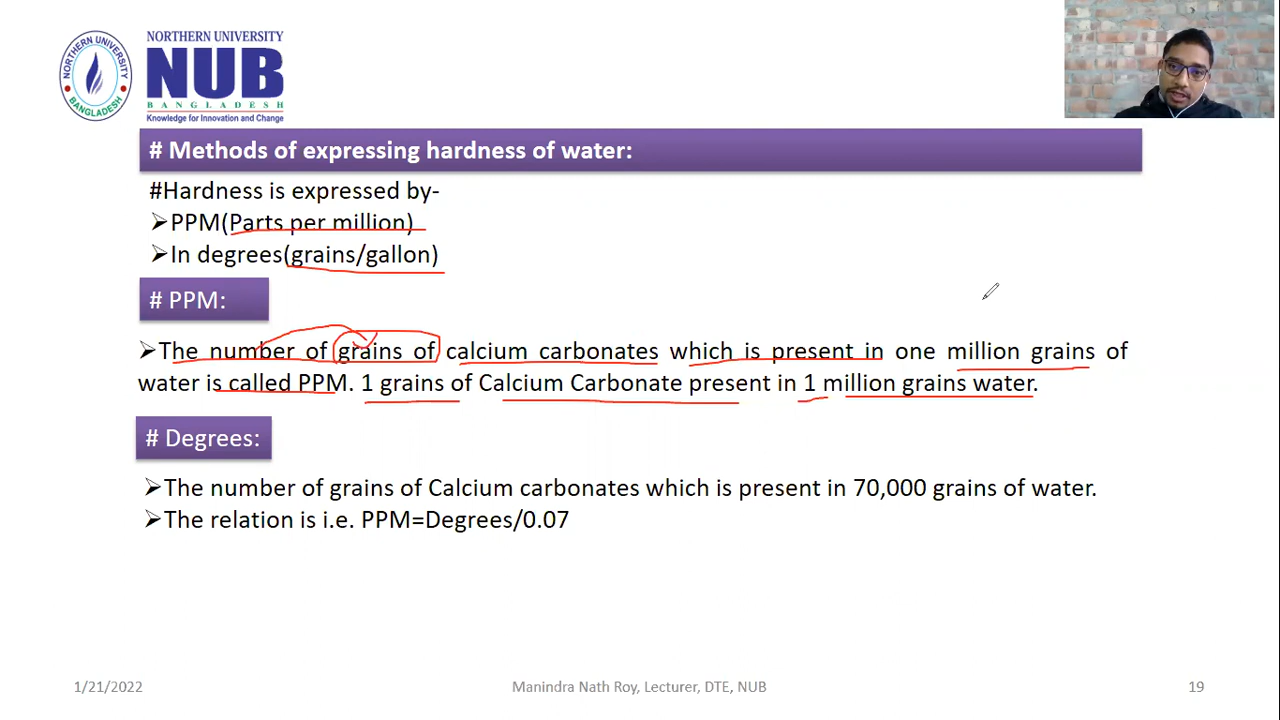 NORTHERN UNIVERSITY
BANGLADESH
NORTHERN UNIVERSITY
NUB
BANGLADESH
Knowledge for Innovation and Change
# Methods of expressing hardness of water:
#Hardness is expressed by-
➢PPM(Parts per million)
➢In degrees(grains/gallon)
# PPM:
➢The number of grains of calcium carbonates which is present in one million grains of
water is called PPM. 1 grains of Calcium Carbonate present in 1 million grains water.
# Degrees:
➢The number of grains of Calcium carbonates which is present in 70,000 grains of water.
➢The relation is i.e. PPM=Degrees/0.07
1/21/2022
Manindra Nath Roy, Lecturer, DTE, NUB
19